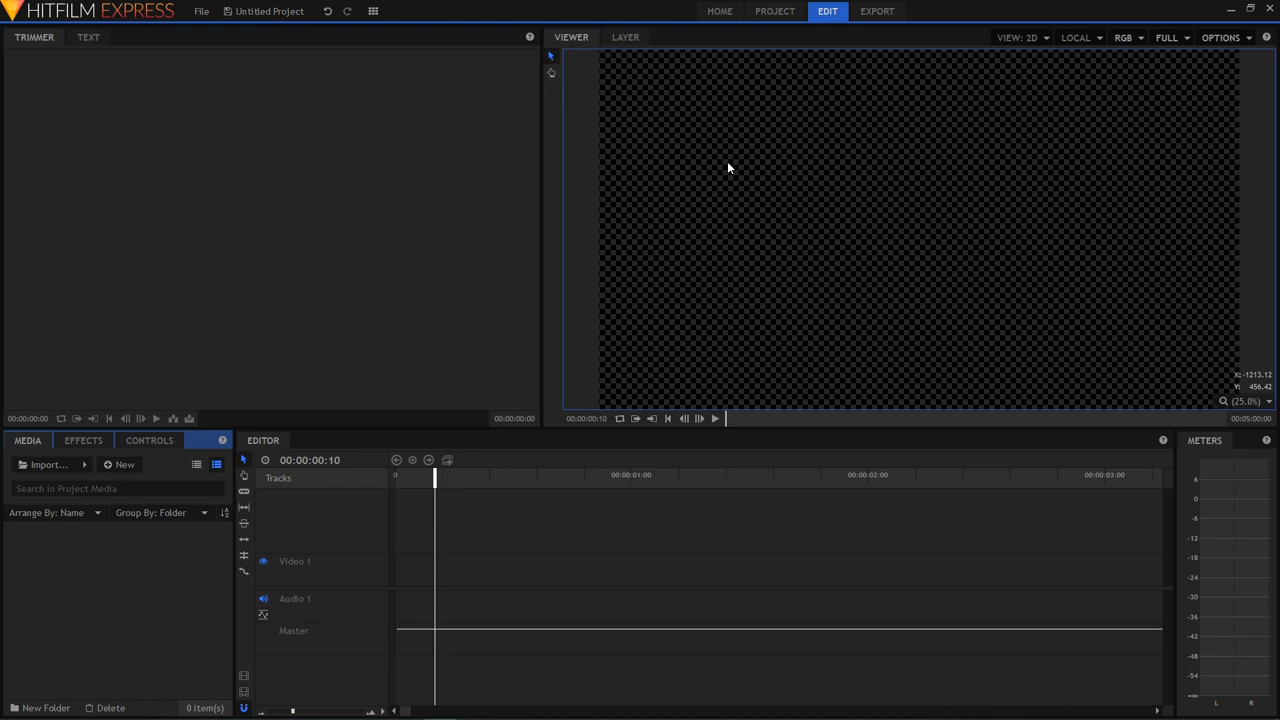 HITFILM EXPRESS File Untitled Project HOME PROJECT EDIT EXPORT
TRIMMER TEXT
VIEWER LAYER VIEW: 2D LOCAL RGB FULL OPTIONS
X: -1213.12
Y: 456.42
(25.0%)
00:00:00:00 00:00:00:00
00:00:00:10 00:05:00:00
MEDIA EFFECTS CONTROLS
Import... New
Search in Project Media
Arrange By: Name Group By: Folder
New Folder Delete 0 item(s)
EDITOR
00:00:00:10
Tracks 0 00:00:01:00 00:00:02:00 00:00:03:00
Video 1
Audio 1
Master
METERS
6
0
-6
-12
-18
-24
-30
-36
-42
-48
-54
-∞
L R